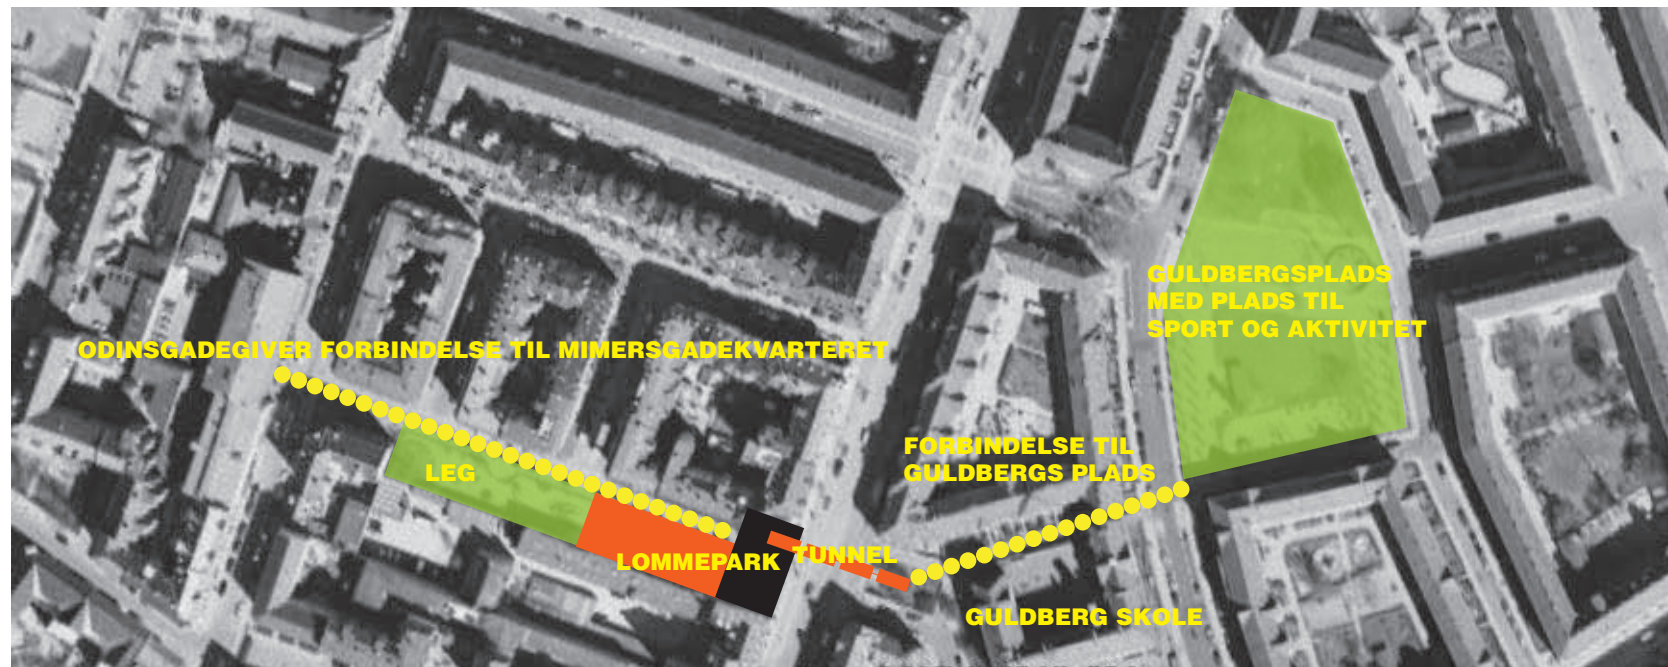 GULDBERGSPLADS
MED PLADS TIL
SPORT OG AKTIVITET
ODINSGADEGIVER FORBINDELSE TIL MIMERSGADEKVARTERET
FORBINDELSE TIL
GULDBERGS PLADS
LEG
LOMMEPARK
TUNNEL
GULDBERG SKOLE